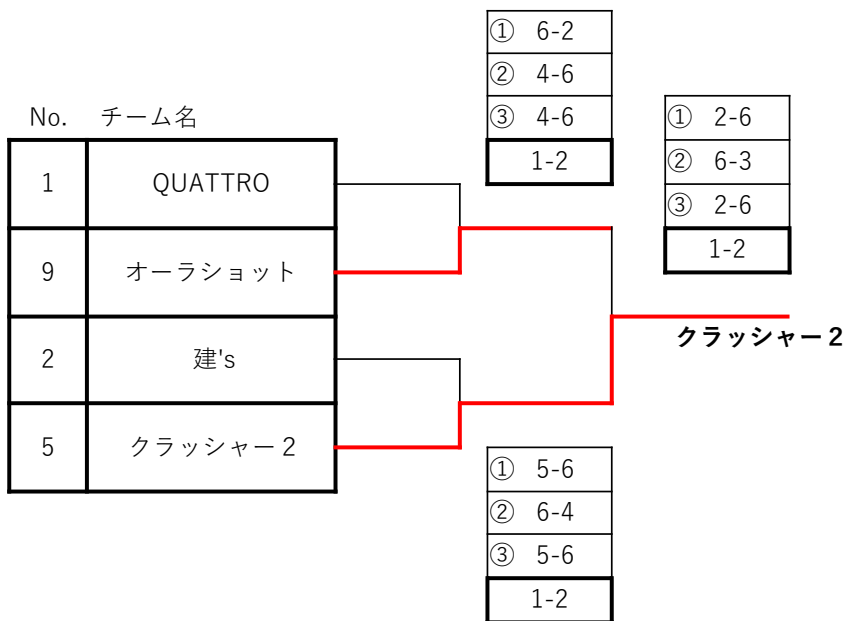 ① 6-2
② 4-6
③ 4-6
1-2
① 2-6
② 6-3
③ 2-6
1-2
No. チーム名
1 QUATTRO
9 オーラショット
2 建's
5 クラッシャー2
クラッシャー2
① 5-6
② 6-4
③ 5-6
1-2